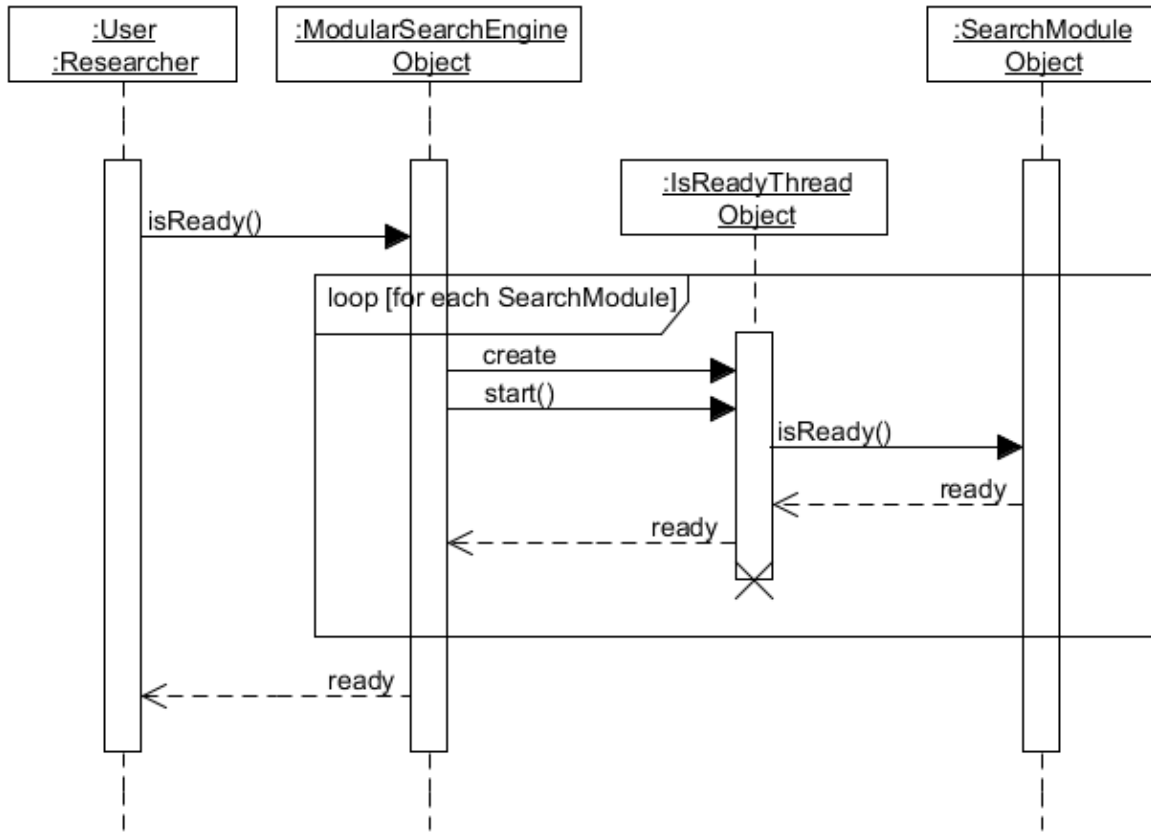 :User
:Researcher
:ModularSearchEngine
Object
:SearchModule
Object
:IsReadyThread
Object
isReady()
loop [for each SearchModule]
create
start()
isReady()
ready
ready
ready